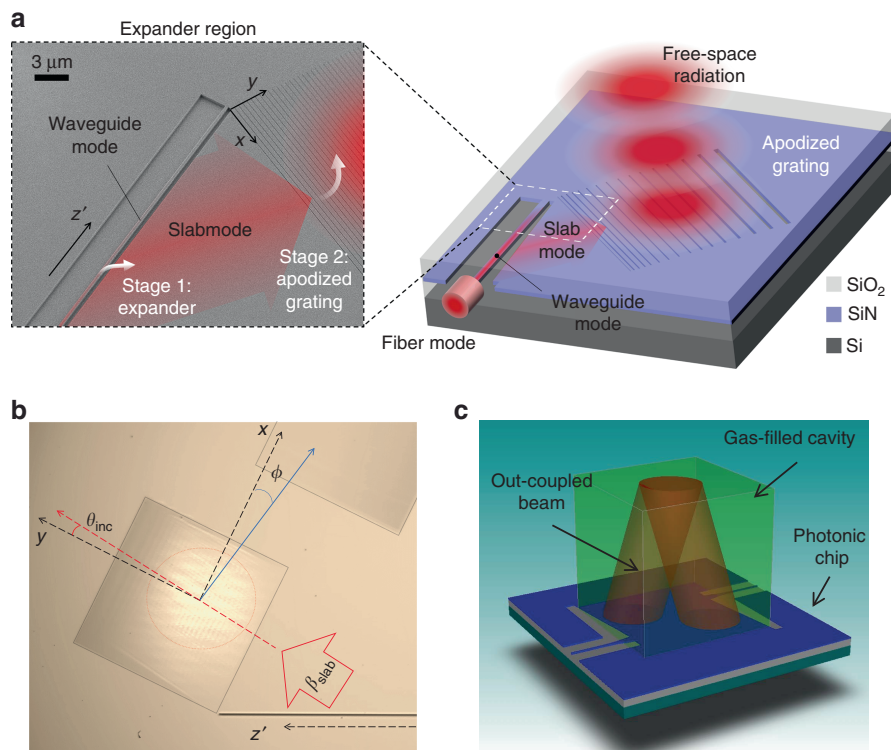 a
Expander region
3 μm
y
x
Waveguide
mode
z′
Slabmode
Stage 1:
expander
Stage 2:
apodized
grating
Free-space
radiation
Apodized
grating
Slab
mode
Waveguide
mode
Fiber mode
SiO₂
SiN
Si
b
x
ϕ
θinc
y
βslab
z′
c
Gas-filled cavity
Out-coupled
beam
Photonic
chip